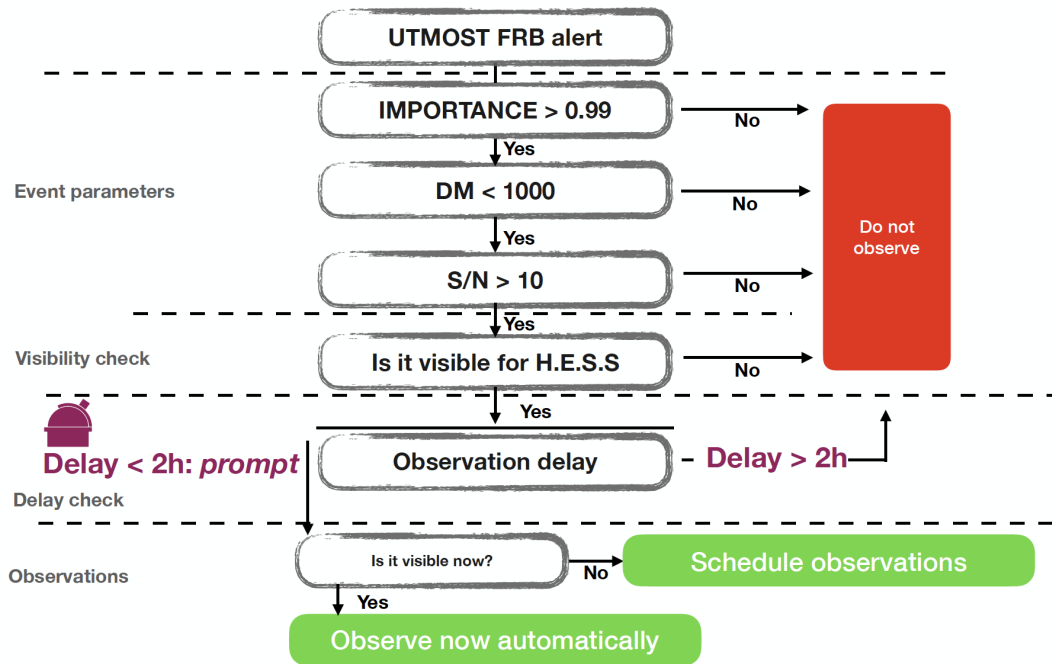 UTMOST FRB alert
IMPORTANCE > 0.99
No
Yes
Event parameters
DM < 1000
No
Yes
Do not
observe
S/N > 10
No
Yes
Visibility check
Is it visible for H.E.S.S
No
Yes
Delay < 2h: prompt
Observation delay
Delay > 2h
Delay check
Observations
Is it visible now?
No
Schedule observations
Yes
Observe now automatically